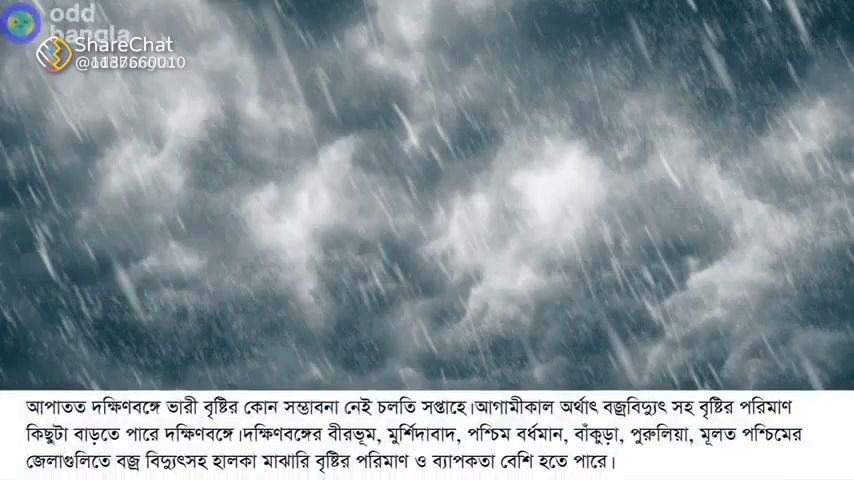 odd
bangla
ShareChat
@1137660010
আপাতত দক্ষিণবঙ্গে ভারী বৃষ্টির কোন সম্ভাবনা নেই চলতি সপ্তাহে।আগামীকাল অর্থাৎ বজ্রবিদ্যুৎ সহ বৃষ্টির পরিমাণ
কিছুটা বাড়তে পারে দক্ষিণবঙ্গে।দক্ষিণবঙ্গের বীরভূম, মুর্শিদাবাদ, পশ্চিম বর্ধমান, বাঁকুড়া, পুরুলিয়া, মূলত পশ্চিমের
জেলাগুলিতে বজ্র বিদ্যুৎসহ হালকা মাঝারি বৃষ্টির পরিমাণ ও ব্যাপকতা বেশি হতে পারে।